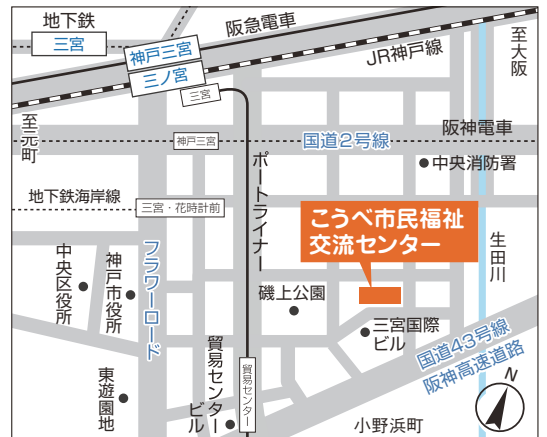 地下鉄
三宮
阪急電車
神戸三宮
三ノ宮
三宮
JR神戸線
至大阪
至元町
神戸三宮
国道2号線
阪神電車
中央消防署
ポートライナー
地下鉄海岸線
三宮・花時計前
こうべ市民福祉
交流センター
生田川
フラワーロード
中央区役所
神戸市役所
磯上公園
三宮国際
ビル
国道43号線
阪神高速道路
東遊園地
貿易センター
ビル
貿易センター
小野浜町
N